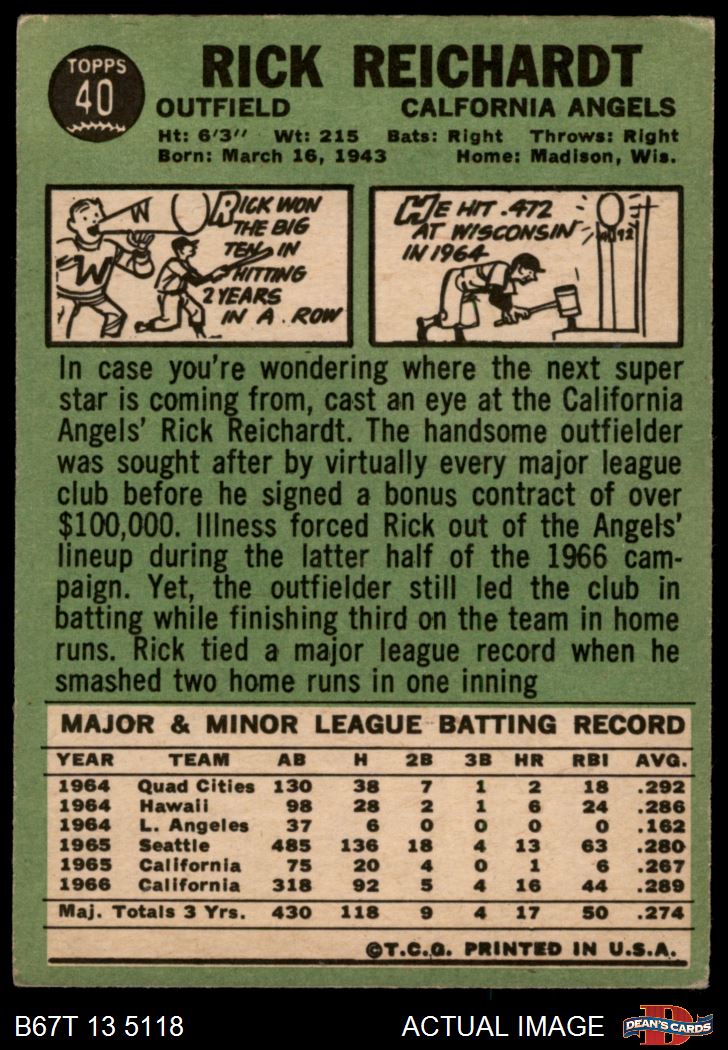 TOPPS
40
RICK REICHARDT
OUTFIELD CALFORNIA ANGELS
Ht: 6'3" Wt: 215 Bats: Right Throws: Right
Born: March 16, 1943 Home: Madison, Wis.
W
W
RICK WON
THE BIG
TEN IN
HITTING
2 YEARS
IN A . ROW
HE HIT .472
AT WISCONSIN
IN 1964
In case you're wondering where the next super
star is coming from, cast an eye at the California
Angels' Rick Reichardt. The handsome outfielder
was sought after by virtually every major league
club before he signed a bonus contract of over
$100,000. Illness forced Rick out of the Angels'
lineup during the latter half of the 1966 cam-
paign. Yet, the outfielder still led the club in
batting while finishing third on the team in home
runs. Rick tied a major league record when he
smashed two home runs in one inning
MAJOR & MINOR LEAGUE BATTING RECORD
YEAR TEAM AB H 2B 3B HR RBI AVG.
1964 Quad Cities 130 38 7 1 2 18 .292
1964 Hawaii 98 28 2 1 6 24 .286
1964 L. Angeles 37 6 0 0 0 0 .162
1965 Seattle 485 136 18 4 13 63 .280
1965 California 75 20 4 0 1 6 .267
1966 California 318 92 5 4 16 44 .289
Maj. Totals 3 Yrs. 430 118 9 4 17 50 .274
©T.C.G. PRINTED IN U.S.A.
B67T 13 5118 ACTUAL IMAGE
D
DEAN'S CARDS